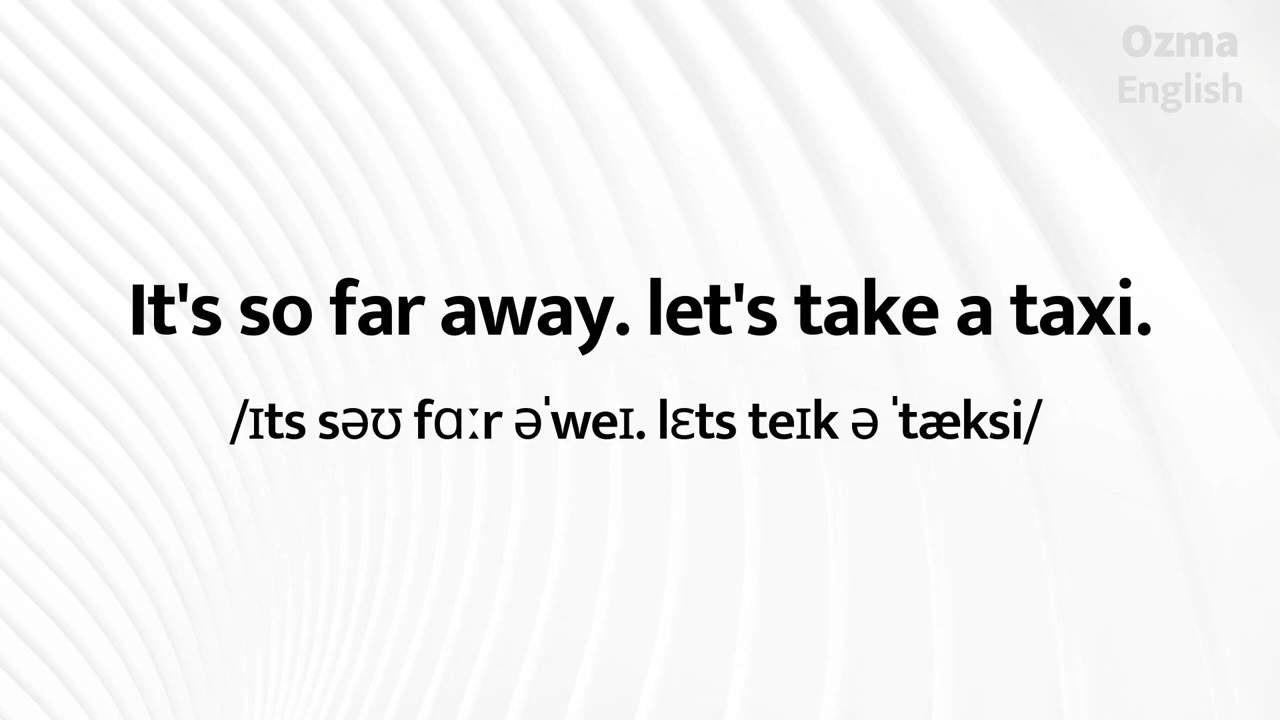 Ozma
English
It's so far away. let's take a taxi.
/ɪts səʊ fɑːr əˈweɪ. lɛts teɪk ə ˈtæksi/